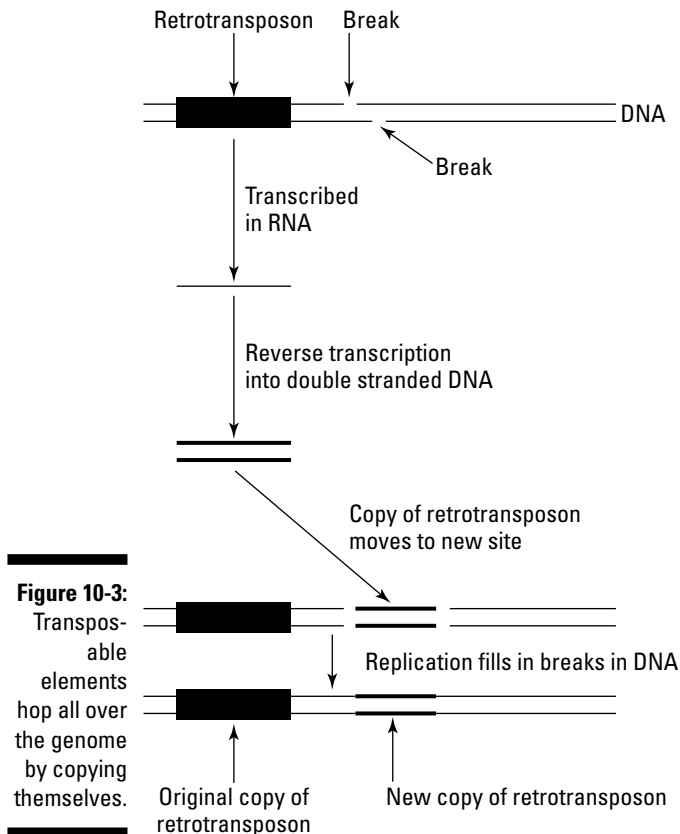 Retrotransposon
Break
DNA
Break
Transcribed
in RNA
Reverse transcription
into double stranded DNA
Copy of retrotransposon
moves to new site
Figure 10-3:
Transpos-
able
elements
hop all over
the genome
by copying
themselves.
Replication fills in breaks in DNA
Original copy of
retrotransposon
New copy of retrotransposon